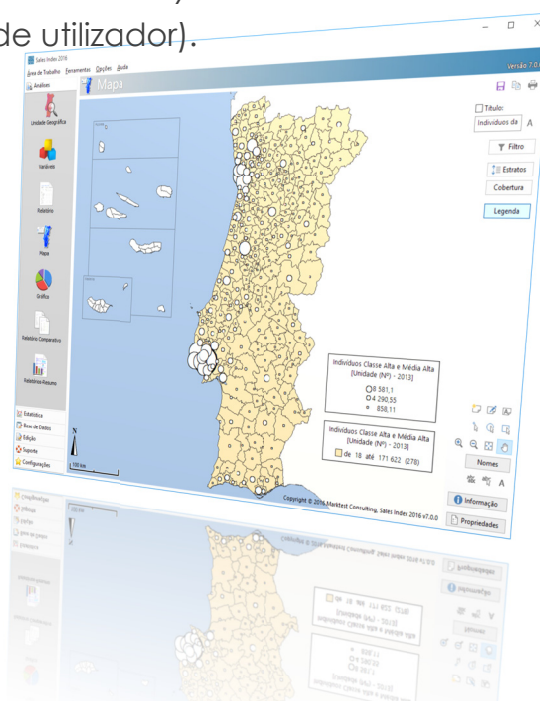 de utilizador).
Sales Index 2016
Área de Trabalho Ferramentas Opções Ajuda
Versão: 7.0.0
Análises
Mapa
Unidade Geográfica
Variáveis
Relatório
Mapa
Gráfico
Relatório Comparativo
Relatórios-Resumo
Estatística
Base de Dados
Edição
Suporte
Configurações
Título:
Indivíduos da A
Filtro
Estratos
Cobertura
Legenda
Indivíduos Classe Alta e Média Alta
[Unidade (Nº) - 2013]
8 581,1
4 290,55
858,11
Indivíduos Classe Alta e Média Alta
[Unidade (Nº) - 2013]
de 18 até 171 622 (278)
Nomes
Informação
Propriedades
N
100 km
Copyright © 2016 Marktest Consulting, Sales Index 2016 v7.0.0